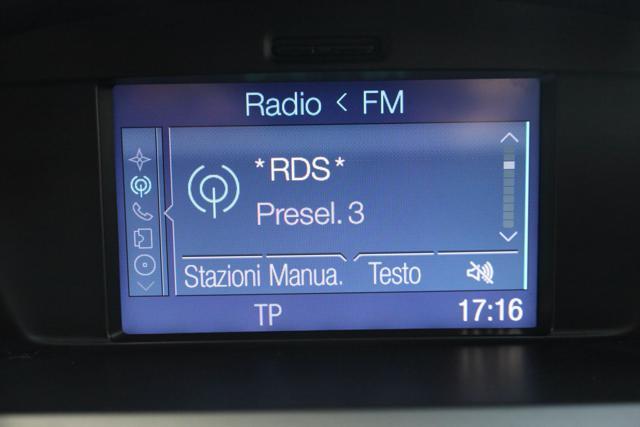 Radio < FM
*RDS*
Presel. 3
Stazioni Manua. Testo
TP 17:16